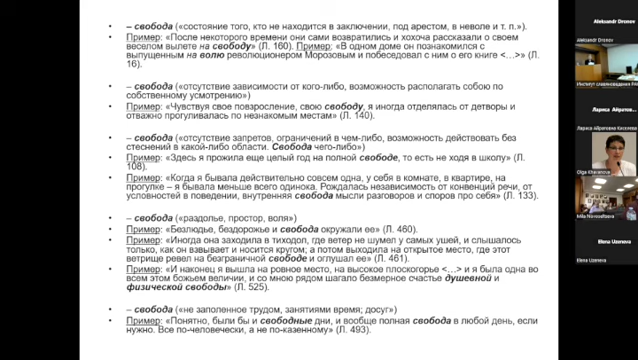 – свобода («состояние того, кто не находится в заключении, под арестом, в неволе и т. п.»).
Пример: «После некоторого времени они сами возвратились и хохоча рассказали о своем
веселом вылете на свободу» (Л. 160). Пример: «В одном доме он познакомился с
выпущенным на волю революционером Морозовым и побеседовал с ним о его книге <…>» (Л.
16).
– свобода («отсутствие зависимости от кого-либо, возможность располагать собою по
собственному усмотрению»)
Пример: «Чувствуя свое повзросление, свою свободу, я иногда отделялась от детворы и
отважно прогуливалась по незнакомым местам» (Л. 140).
– свобода («отсутствие запретов, ограничений в чем-либо, возможность действовать без
стеснений в какой-либо области. Свобода чего-либо»)
Пример: «Здесь я прожила еще целый год на полной свободе, то есть не ходя в школу» (Л.
108).
Пример: «Когда я бывала действительно совсем одна, у себя в комнате, в квартире, на
прогулке – я бывала меньше всего одинока. Рождалась независимость от конвенций речи, от
условностей в поведении, внутренняя свобода мысли разговоров и споров про себя» (Л. 133).
– свобода («раздолье, простор, воля»)
Пример: «Безлюдье, бездорожье и свобода окружали ее» (Л. 460).
Пример: «Иногда она заходила в тиходол, где ветер не шумел у самых ушей, и слышалось
только, как он взвывает и носится кругом; а потом выходила на открытое место, где этот
ветрище ревел на безграничной свободе и оглушал ее» (Л. 461).
Пример: «И наконец я вышла на ровное место, на высокое плоскогорье <…> и я была одна во
всем этом божьем величии, и со мною рядом шагало безмерное счастье душевной и
физической свободы» (Л. 525).
– свобода («не заполненное трудом, занятиями время; досуг»)
Пример: «Понятно, были бы и свободные дни, и вообще полная свобода в любой день, если
нужно. Все по-человечески, а не по-казенному» (Л. 493).
Aleksandr Dronov
Aleksandr Dronov
Лариса Айратов...
Лариса Айратовна Киселева
Olga Khavanova
Mila Novossiltsova
Elena Uzeneva
Elena Uzeneva